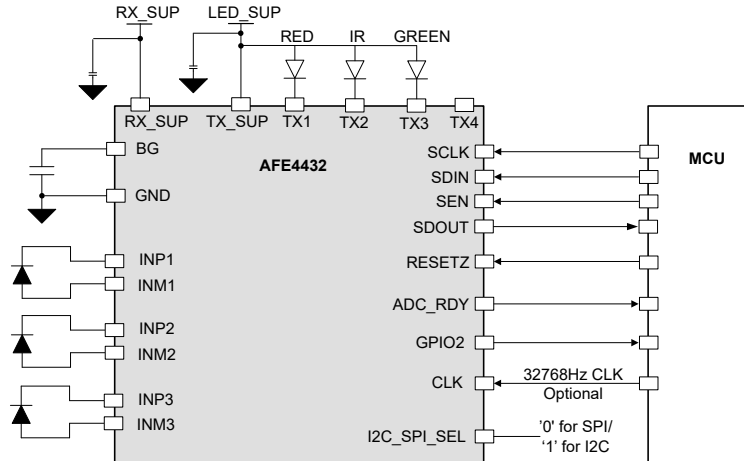 RX_SUP LED_SUP
RED IR GREEN
RX_SUP TX_SUP TX1 TX2 TX3 TX4
BG
AFE4432
SCLK
MCU
SDIN
GND
SEN
SDOUT
INP1
RESETZ
INM1
ADC_RDY
INP2
GPIO2
INM2
CLK
32768Hz CLK
Optional
INP3
INM3
I2C_SPI_SEL
'0' for SPI/
‘1’ for I2C